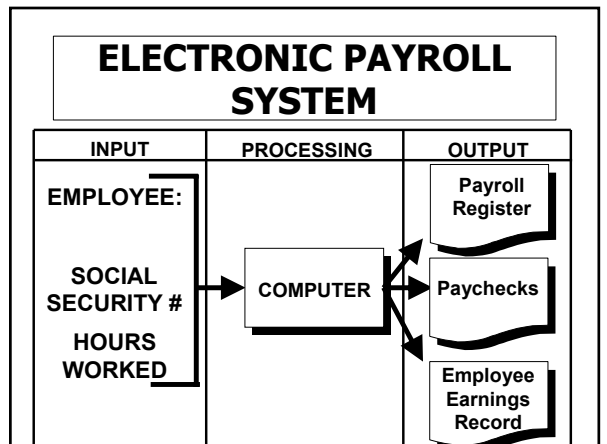 ELECTRONIC PAYROLL
SYSTEM
INPUT
PROCESSING
OUTPUT
EMPLOYEE:
SOCIAL
SECURITY #
HOURS
WORKED
COMPUTER
Payroll
Register
Paychecks
Employee
Earnings
Record